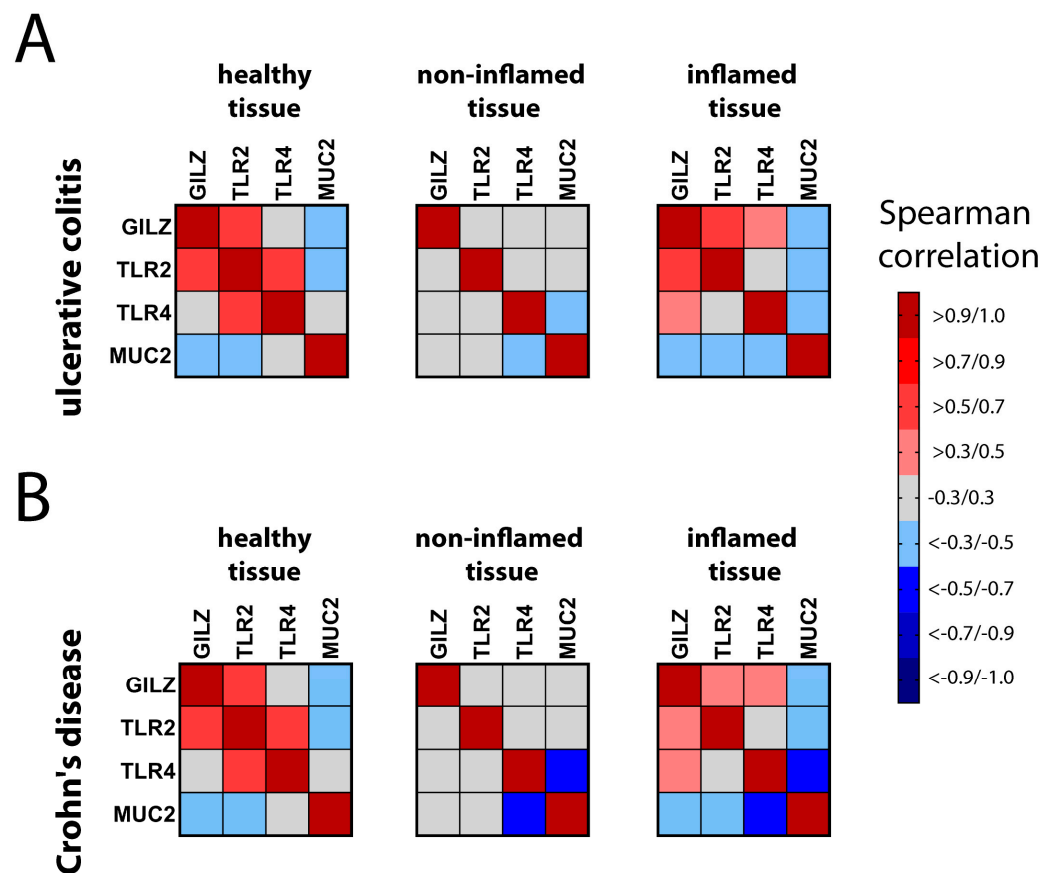 A
healthy
tissue
non-inflamed
tissue
inflamed
tissue
GILZ TLR2 TLR4 MUC2
GILZ TLR2 TLR4 MUC2
GILZ TLR2 TLR4 MUC2
ulcerative colitis
GILZ
TLR2
TLR4
MUC2
Spearman
correlation
>0.9/1.0
>0.7/0.9
>0.5/0.7
>0.3/0.5
-0.3/0.3
<-0.3/-0.5
<-0.5/-0.7
<-0.7/-0.9
<-0.9/-1.0
B
healthy
tissue
non-inflamed
tissue
inflamed
tissue
GILZ TLR2 TLR4 MUC2
GILZ TLR2 TLR4 MUC2
GILZ TLR2 TLR4 MUC2
Crohn's disease
GILZ
TLR2
TLR4
MUC2